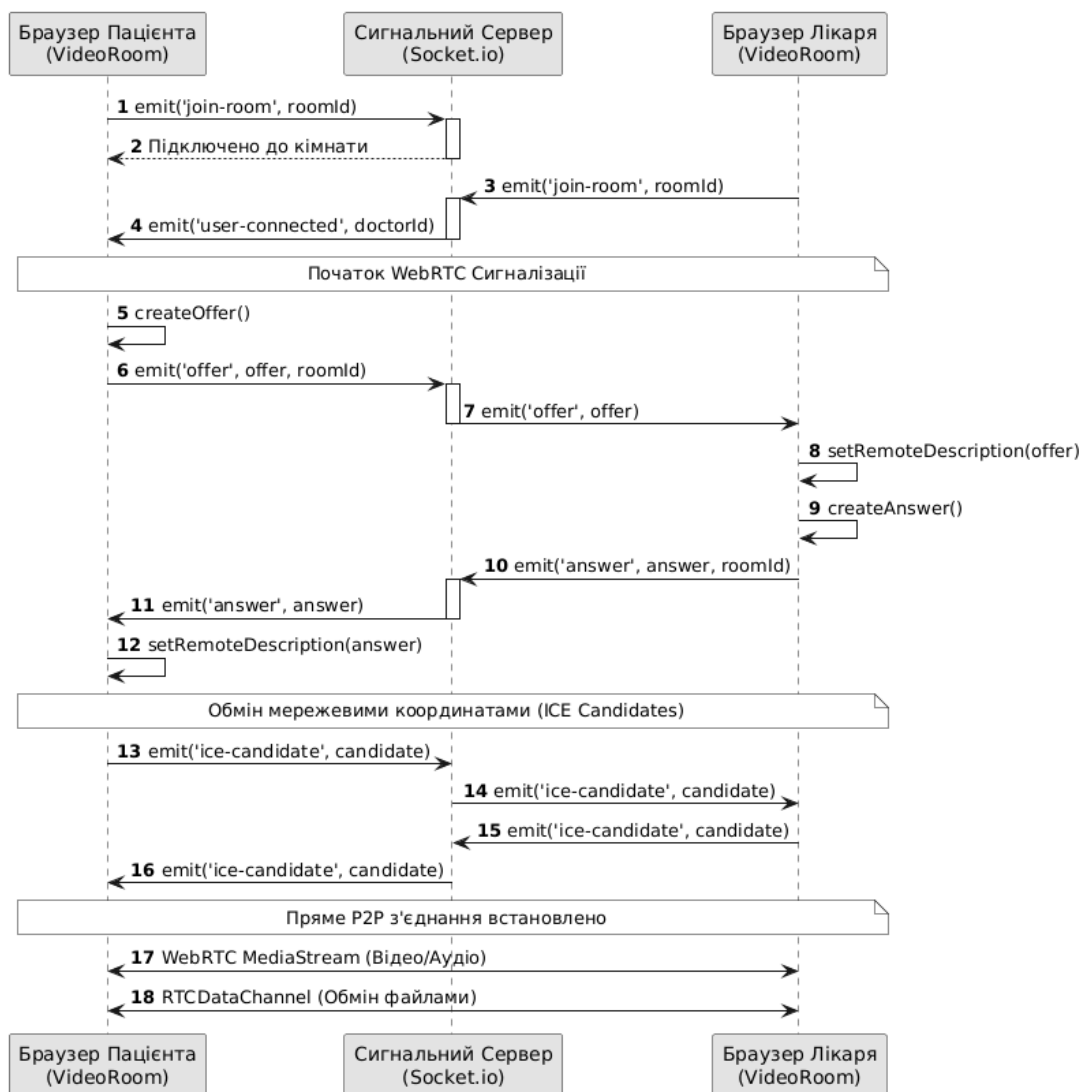 Браузер Пацієнта
(VideoRoom)
Сигнальний Сервер
(Socket.io)
Браузер Лікаря
(VideoRoom)
1 emit('join-room', roomId)
2 Підключено до кімнати
3 emit('join-room', roomId)
4 emit('user-connected', doctorId)
Початок WebRTC Сигналізації
5 createOffer()
6 emit('offer', offer, roomId)
7 emit('offer', offer)
8 setRemoteDescription(offer)
9 createAnswer()
10 emit('answer', answer, roomId)
11 emit('answer', answer)
12 setRemoteDescription(answer)
Обмін мережевими координатами (ICE Candidates)
13 emit('ice-candidate', candidate)
14 emit('ice-candidate', candidate)
15 emit('ice-candidate', candidate)
16 emit('ice-candidate', candidate)
Пряме P2P з'єднання встановлено
17 WebRTC MediaStream (Відео/Аудіо)
18 RTCDataChannel (Обмін файлами)
Браузер Пацієнта
(VideoRoom)
Сигнальний Сервер
(Socket.io)
Браузер Лікаря
(VideoRoom)